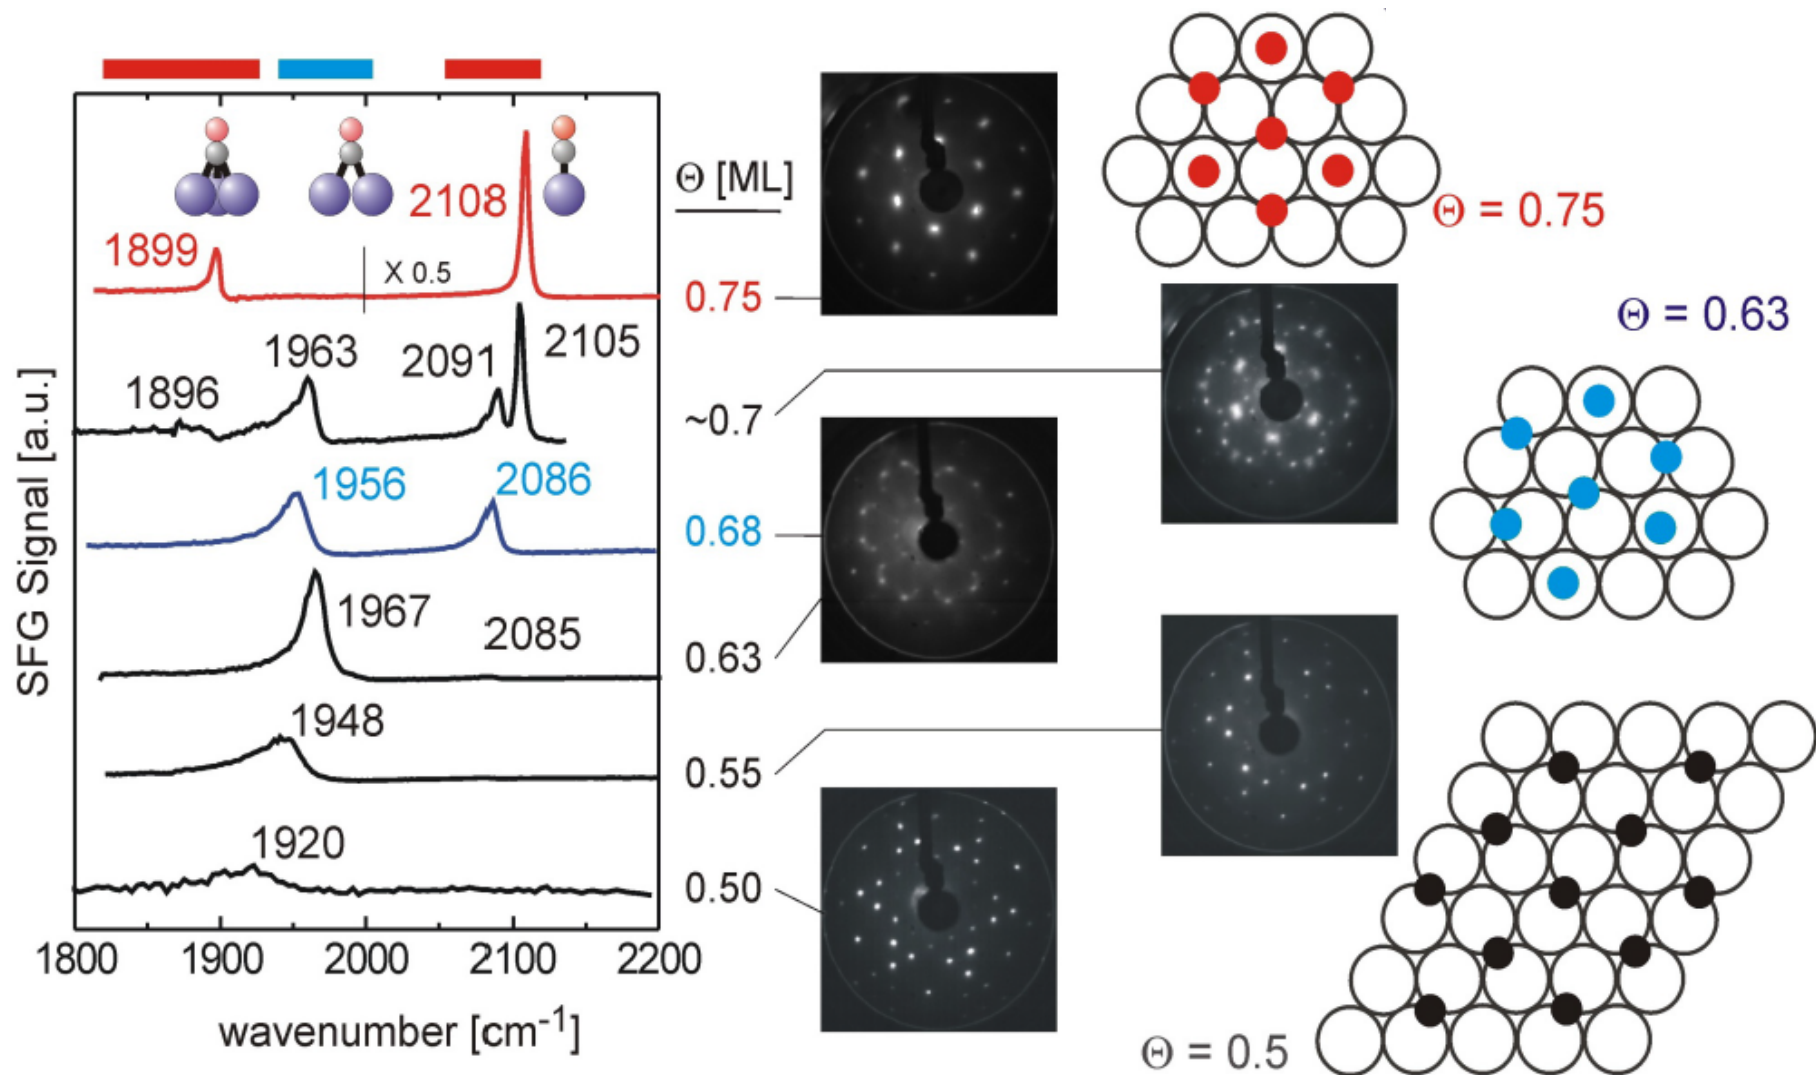 Θ [ML]
2108
1899
X 0.5
0.75
Θ = 0.75
1963
2091
2105
1896
~0.7
Θ = 0.63
1956
2086
0.68
1967
2085
0.63
1948
0.55
1920
0.50
Θ = 0.5
SFG Signal [a.u.]
1800 1900 2000 2100 2200
wavenumber [cm⁻¹]